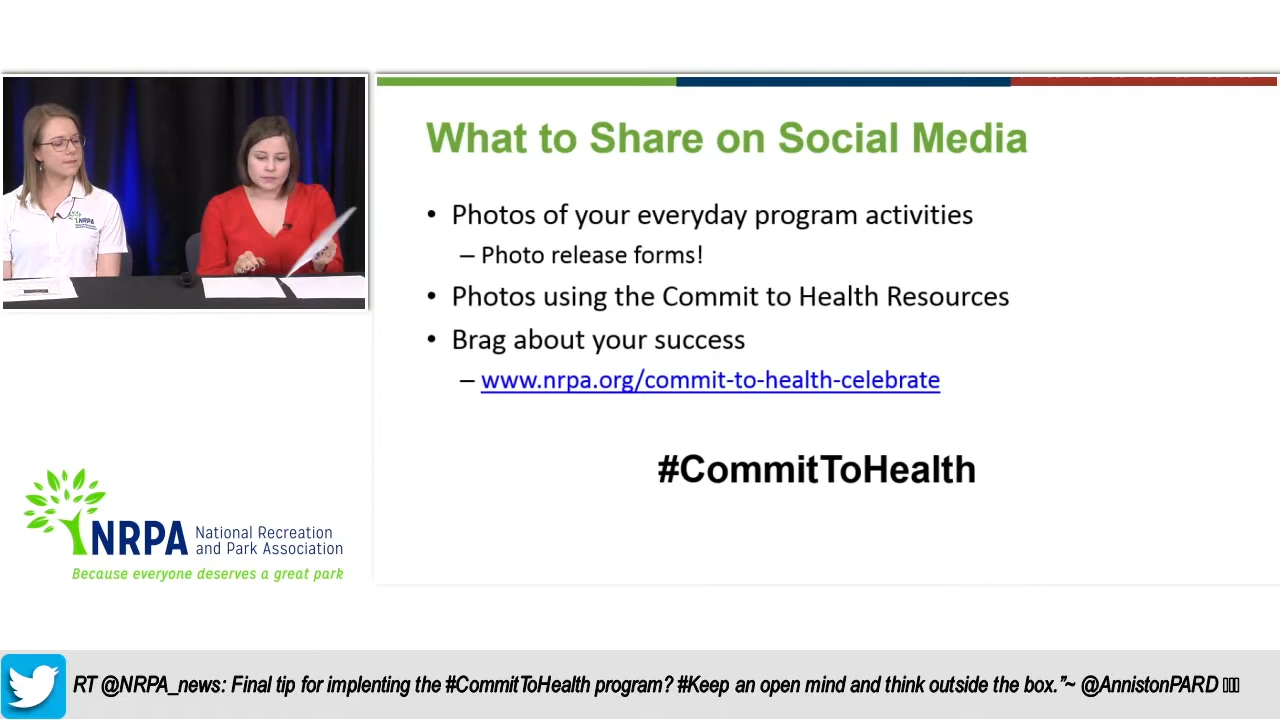 What to Share on Social Media
• Photos of your everyday program activities
– Photo release forms!
• Photos using the Commit to Health Resources
• Brag about your success
– www.nrpa.org/commit-to-health-celebrate
#CommitToHealth
NRPA
NRPA National Recreation
and Park Association
Because everyone deserves a great park
RT @NRPA_news: Final tip for implenting the #CommitToHealth program? #Keep an open mind and think outside the box.”~ @AnnistonPARD